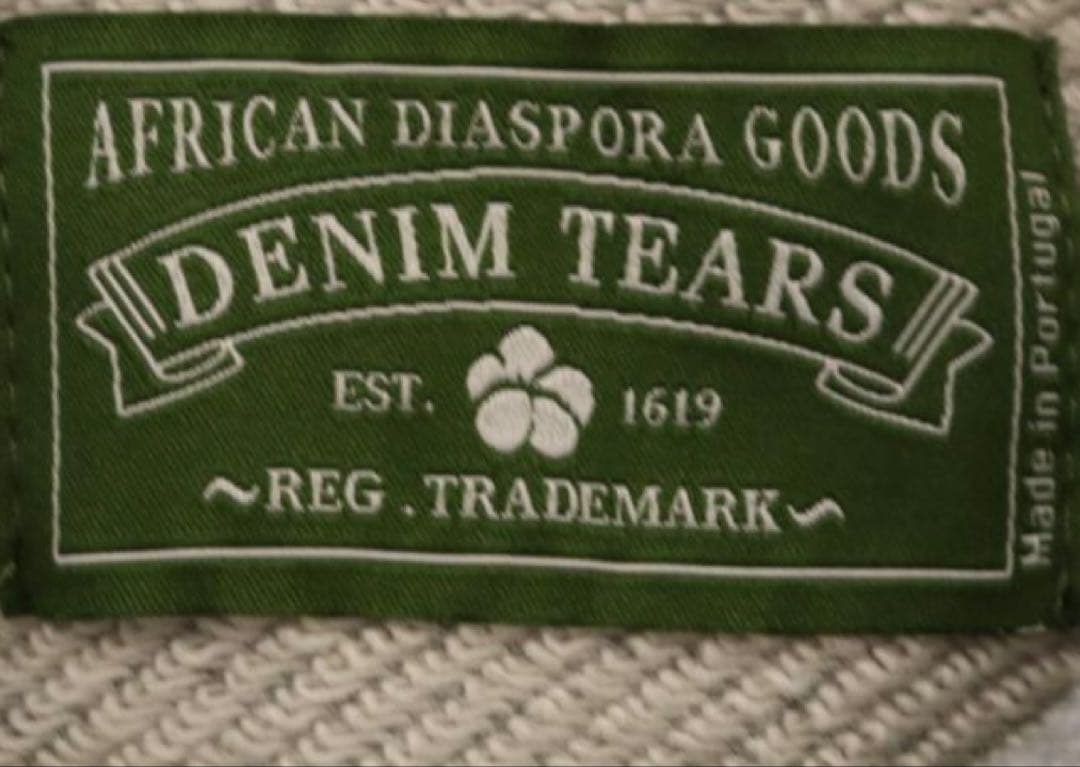 AFRICAN DIASPORA GOODS
DENIM TEARS
EST. 1619
~REG .TRADEMARK~
Made in Portugal